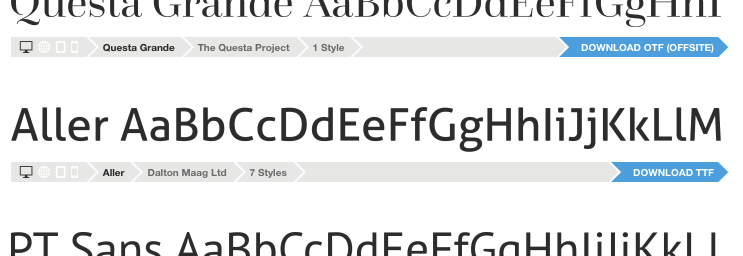 Questa Grande AaBbCcDdEeFfGgHhI
Questa Grande The Questa Project 1 Style DOWNLOAD OTF (OFFSITE)
Aller AaBbCcDdEeFfGgHhIiJjKkLlM
Aller Dalton Maag Ltd 7 Styles DOWNLOAD TTF
PT Sans AaBbCcDdEeFfGgHhIiJjKkLl